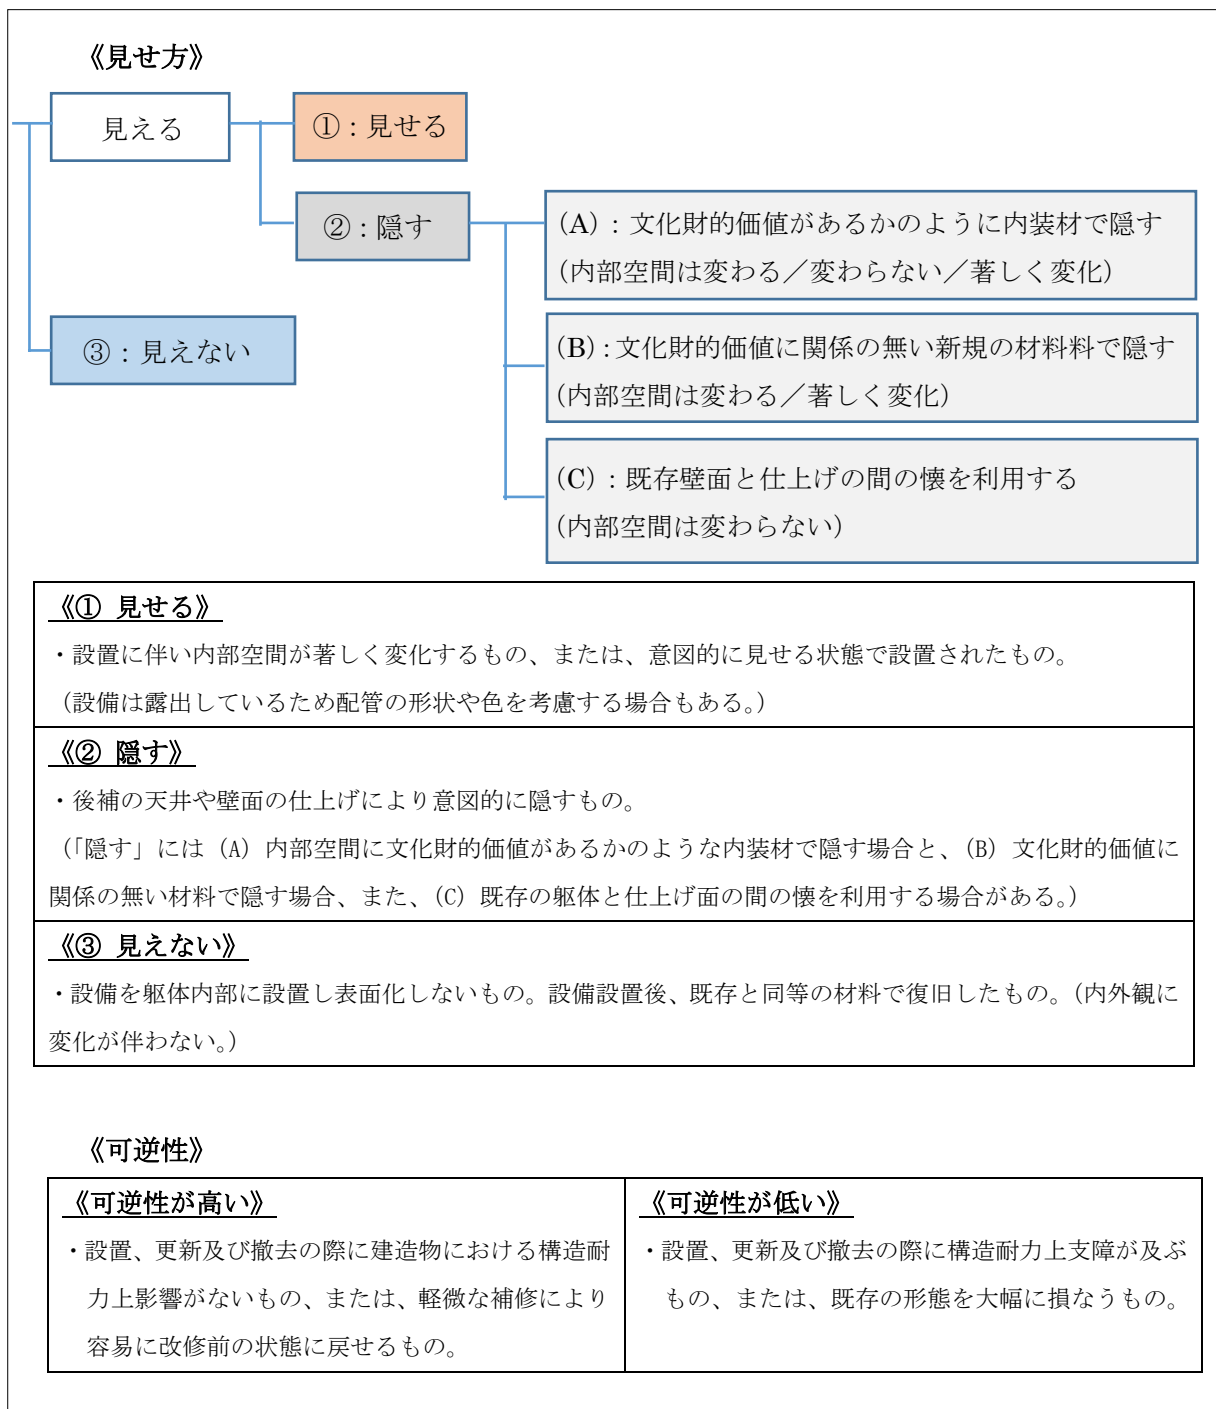 《見せ方》
見える
①：見せる
②：隠す
(A)：文化財的価値があるかのように内装材で隠す
(内部空間は変わる／変わらない／著しく変化)
③：見えない
(B)：文化財的価値に関係の無い新規の材料料で隠す
(内部空間は変わる／著しく変化)
(C)：既存壁面と仕上げの間の懐を利用する
(内部空間は変わらない)
《① 見せる》
・設置に伴い内部空間が著しく変化するもの、または、意図的に見せる状態で設置されたもの。
（設備は露出しているため配管の形状や色を考慮する場合もある。）
《② 隠す》
・後補の天井や壁面の仕上げにより意図的に隠すもの。
（「隠す」には（A）内部空間に文化財的価値があるかのような内装材で隠す場合と、（B）文化財的価値に
関係の無い材料で隠す場合、また、（C）既存の躯体と仕上げ面の間の懐を利用する場合がある。）
《③ 見えない》
・設備を躯体内部に設置し表面化しないもの。設備設置後、既存と同等の材料で復旧したもの。（内外観に
変化が伴わない。）
《可逆性》
《可逆性が高い》
・設置、更新及び撤去の際に建造物における構造耐
力上影響がないもの、または、軽微な補修により
容易に改修前の状態に戻せるもの。
《可逆性が低い》
・設置、更新及び撤去の際に構造耐力上支障が及ぶ
もの、または、既存の形態を大幅に損なうもの。